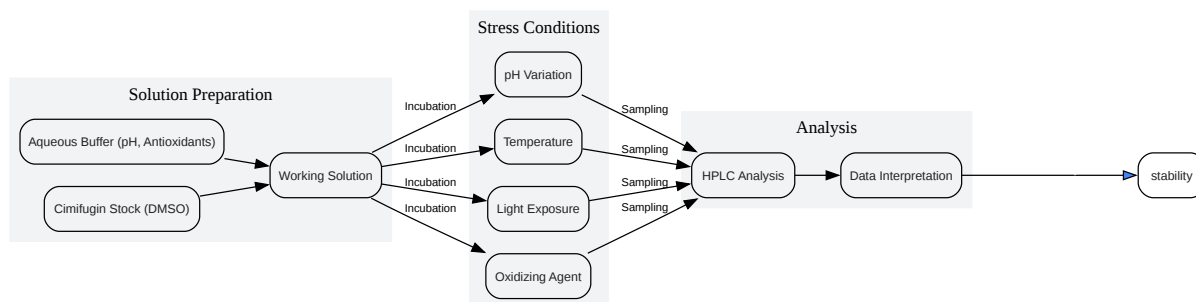 Stress Conditions
pH Variation
Solution Preparation
Incubation
Sampling
Aqueous Buffer (pH, Antioxidants)
Incubation
Temperature
Sampling
Analysis
Working Solution
HPLC Analysis
Data Interpretation
stability
Cimifugin Stock (DMSO)
Incubation
Light Exposure
Sampling
Incubation
Sampling
Oxidizing Agent